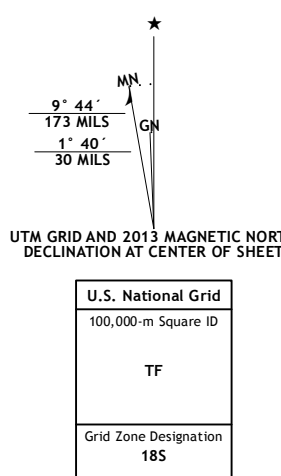 ★
MN
9° 44´
173 MILS
GN
1° 40´
30 MILS
UTM GRID AND 2013 MAGNETIC NORT
DECLINATION AT CENTER OF SHEET
U.S. National Grid
100,000-m Square ID
TF
Grid Zone Designation
18S